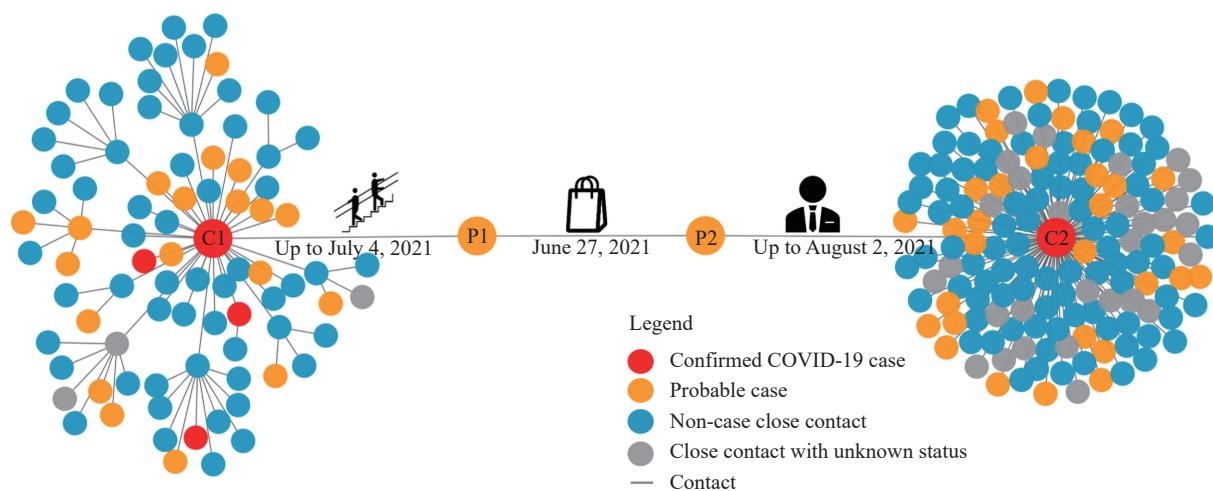 C1
P1
P2
C2
Up to July 4, 2021
June 27, 2021
Up to August 2, 2021
Legend
Confirmed COVID-19 case
Probable case
Non-case close contact
Close contact with unknown status
Contact